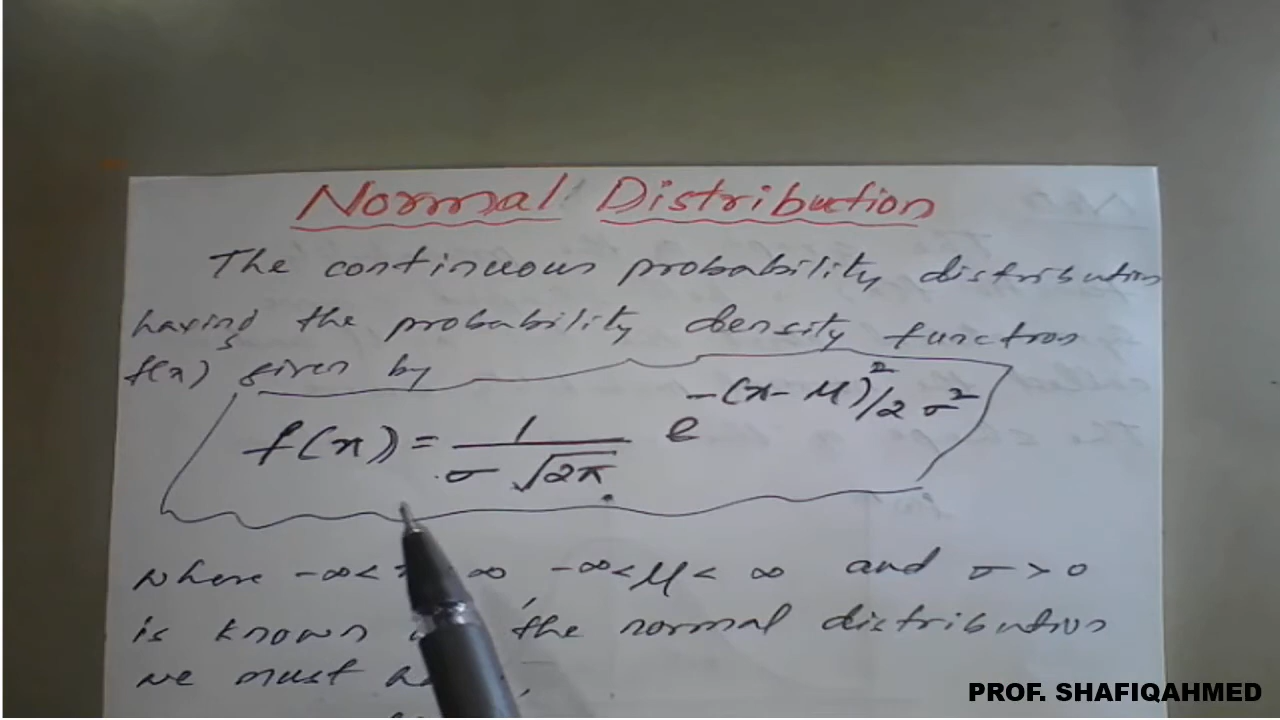 Normal Distribution
The continuous probability distribution
having the probability density function
f(x) given by
f(x) = 1 / σ √2π e^-(x-μ)²/2σ²
where -∞ < ∞, -∞ < μ < ∞ and σ > 0
is known the normal distribution
we must
PROF. SHAFIQAHMED